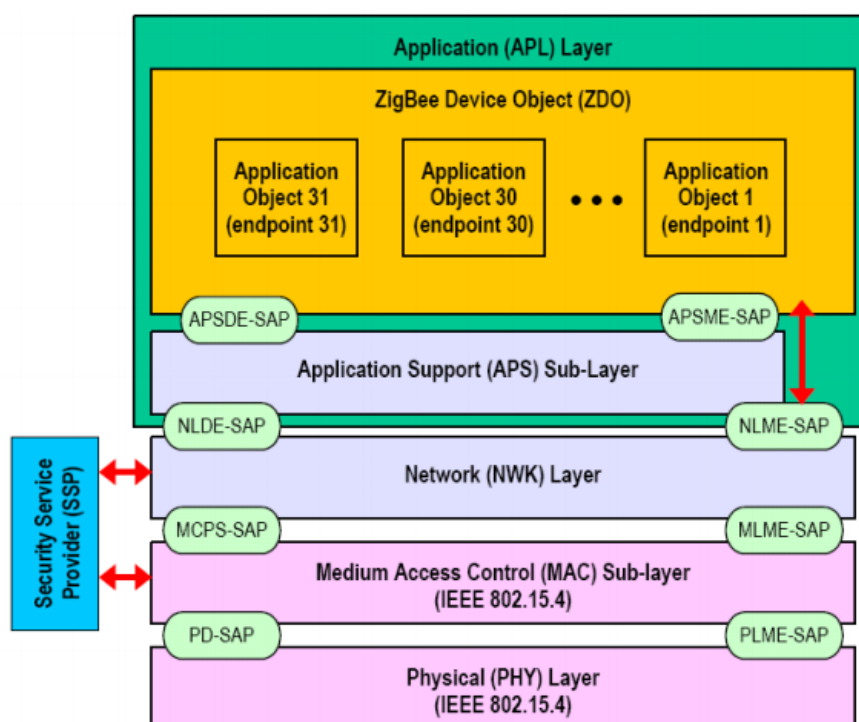 Application (APL) Layer
ZigBee Device Object (ZDO)
Application
Object 31
(endpoint 31)
Application
Object 30
(endpoint 30)
•••
Application
Object 1
(endpoint 1)
APSDE-SAP
APSME-SAP
Application Support (APS) Sub-Layer
NLDE-SAP
NLME-SAP
Security Service
Provider (SSP)
Network (NWK) Layer
MCPS-SAP
MLME-SAP
Medium Access Control (MAC) Sub-layer
(IEEE 802.15.4)
PD-SAP
PLME-SAP
Physical (PHY) Layer
(IEEE 802.15.4)